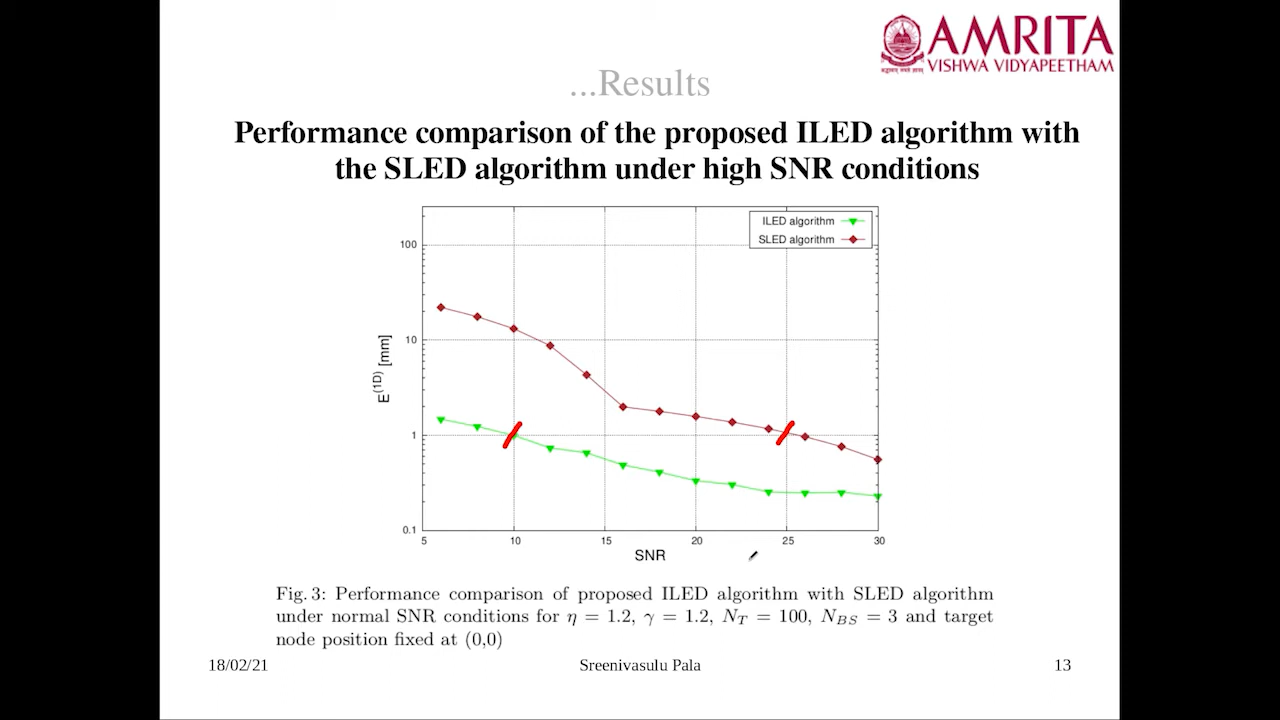 AMRITA
VISHWA VIDYAPEETHAM
...Results
Performance comparison of the proposed ILED algorithm with
the SLED algorithm under high SNR conditions
ILED algorithm
SLED algorithm
100
10
1
0.1
E(1D) [mm]
5 10 15 20 25 30
SNR
Fig. 3: Performance comparison of proposed ILED algorithm with SLED algorithm
under normal SNR conditions for η = 1.2, γ = 1.2, N_T = 100, N_BS = 3 and target
node position fixed at (0,0)
18/02/21 Sreenivasulu Pala 13